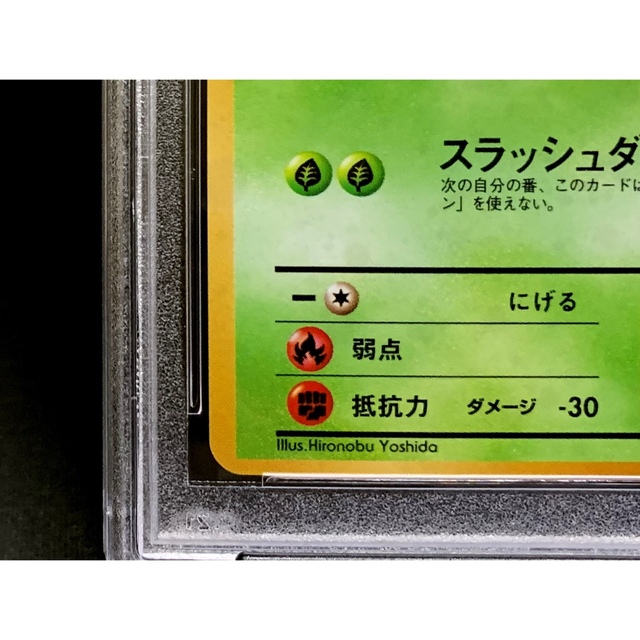 スラッシュダ
次の自分の番、このカードは
ン」を使えない。
にげる
弱点
抵抗力 ダメージ -30
Illus.Hironobu Yoshida